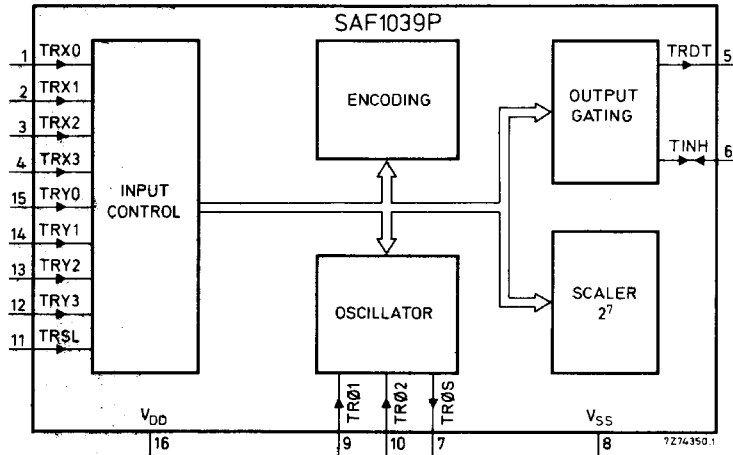 SAF1039P
1 TRX0
2 TRX1
3 TRX2
4 TRX3
15 TRY0
14 TRY1
13 TRY2
12 TRY3
11 TRSL
INPUT
CONTROL
ENCODING
OSCILLATOR
OUTPUT
GATING
SCALER
2⁷
TRDT 5
TINH 6
TRØ1
TRØ2
TRØS
V_DD
V_SS
16
9
10
7
8
7Z74350.1